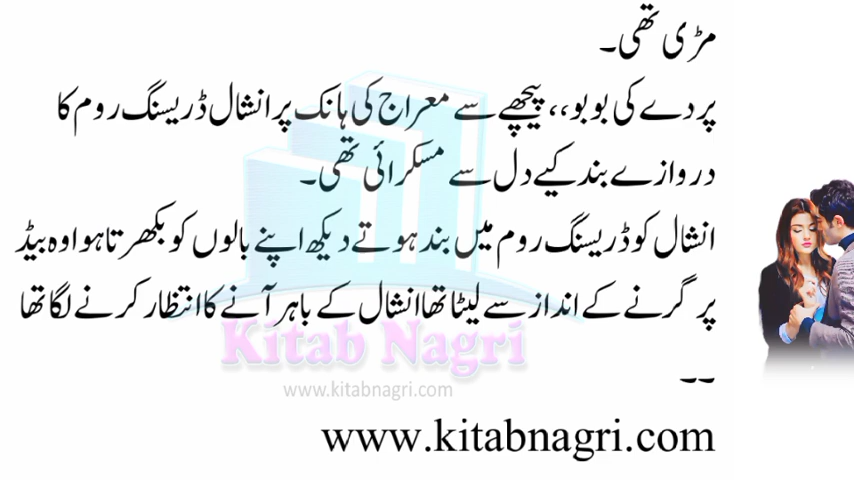 مڑی تھی۔
پردے کی بوبو،، پیچھے سے معراج کی ہانک پر انشال ڈریسنگ روم کا
دروازے بند کیے دل سے مسکرائی تھی۔
انشال کو ڈریسنگ روم میں بند ہوتے دیکھ اپنے بالوں کو بکھرتا ہوا وہ بیڈ
پر گرنے کے انداز سے لیٹا تھا انشال کے باہر آنے کا انتظار کرنے لگا تھا
--
Kitab Nagri
www.kitabnagri.com
www.kitabnagri.com